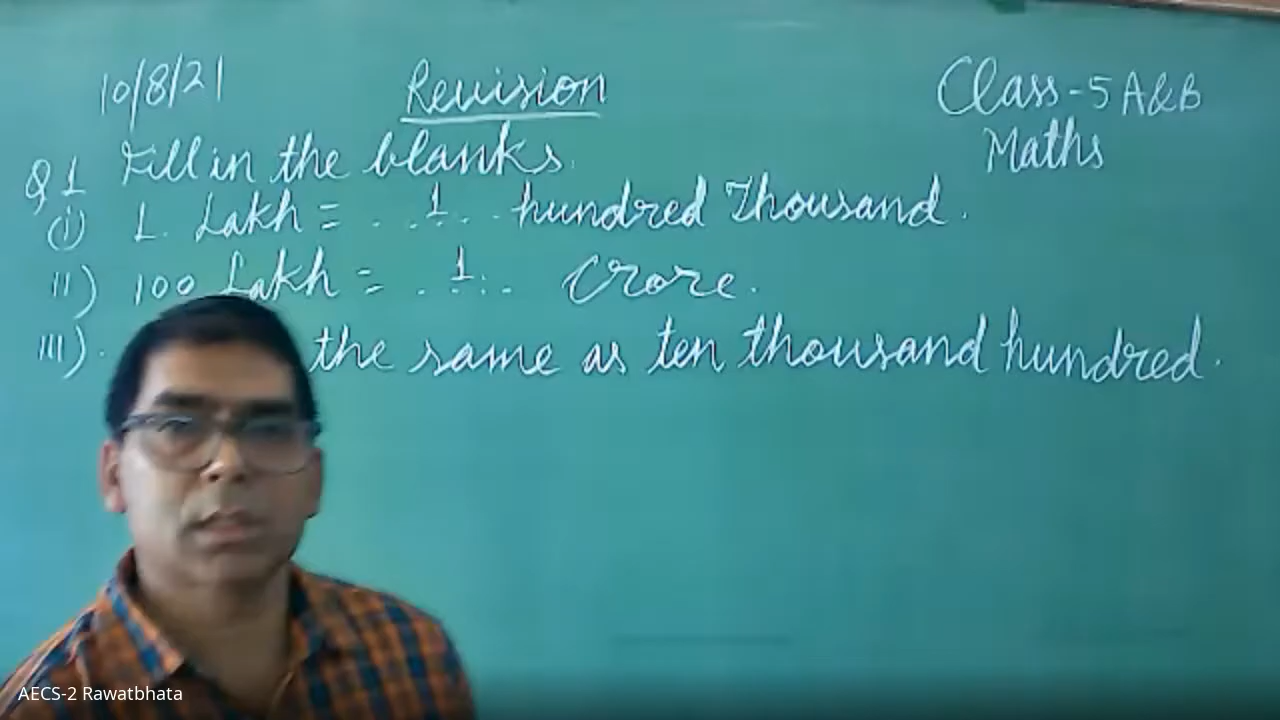 10/8/21 Revision Class-5 A&B
Maths
Q1 Fill in the blanks.
(i) 1. Lakh = . . 1 . . . hundred Thousand.
ii) 100 Lakh = . . 1 . . . Crore.
iii). the same as ten thousand hundred.
AECS-2 Rawatbhata